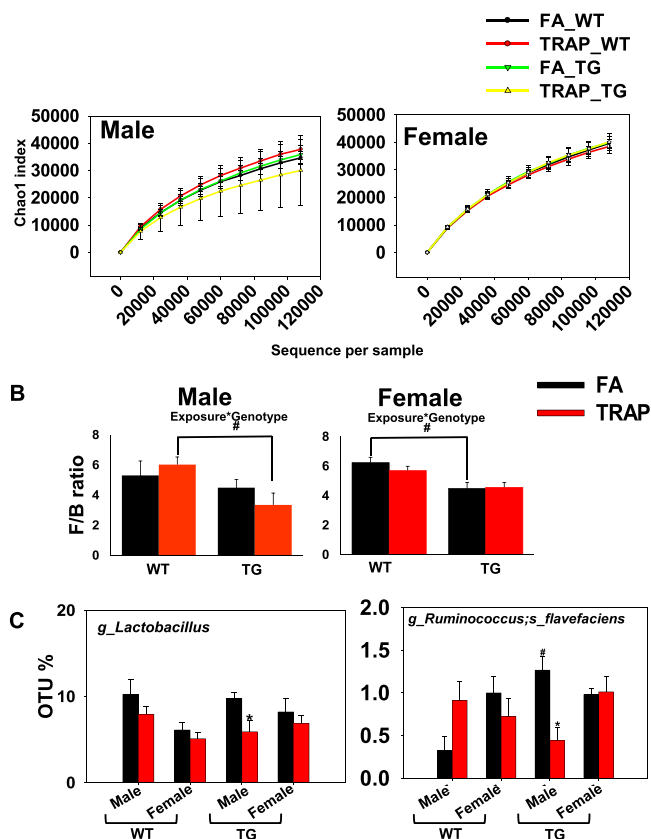 FA_WT
TRAP_WT
FA_TG
TRAP_TG
Male
Female
Chao1 index
50000
40000
30000
20000
10000
0
50000
40000
30000
20000
10000
0
0
20000
40000
60000
80000
100000
120000
0
20000
40000
60000
80000
100000
120000
Sequence per sample
B
Male
Female
FA
TRAP
Exposure*Genotype
#
Exposure*Genotype
#
F/B ratio
8
6
4
2
0
8
6
4
2
0
WT
TG
WT
TG
C
OTU %
20
10
0
g_Lactobacillus
*
2.0
1.5
1.0
0.5
0.0
g_Ruminococcus;s_flavefaciens
#
*
Male
Female
Male
Female
Male
Female
Male
Female
WT
TG
WT
TG